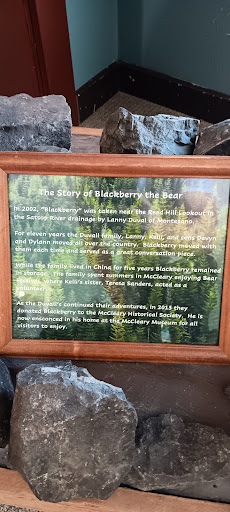 The Story of Blackberry the Bear
In 2002, "Blackberry" was taken near the Reed Hill Lookout in
the Satsop River drainage by Lanny Duval of Montesano.
For eleven years the Duvall family, Lanny, Kelli, and sons Davyn
and Dylann moved all over the country. Blackberry moved with
them each time and served as a great conversation piece.
While the family lived in China for five years Blackberry remained
in storage. The family spent summers in McCleary enjoying Bear
Festival, where Kelli's sister, Teresa Sanders, acted as a
volunteer.
As the Duvall's continued their adventures, in 2013 they
donated Blackberry to the McCleary Historical Society. He is
now ensconced in his home at the McCleary Museum for all
visitors to enjoy.